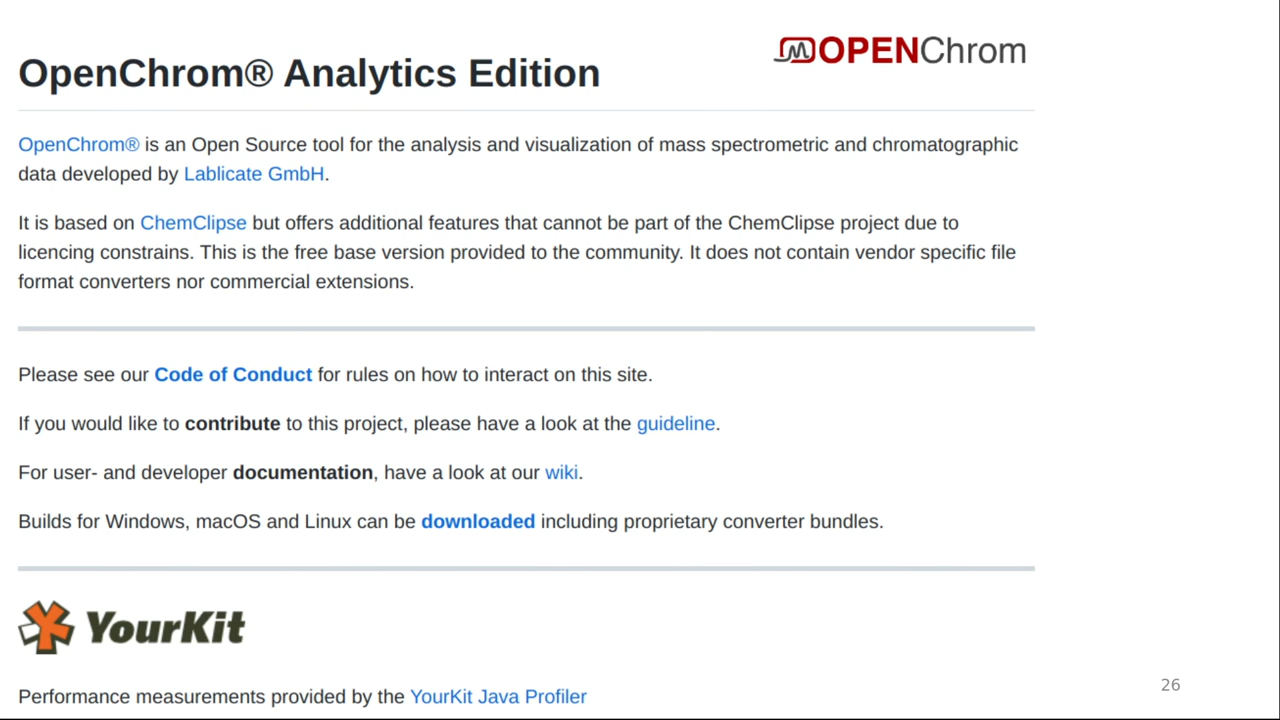 OPENChrom
OpenChrom® Analytics Edition
OpenChrom® is an Open Source tool for the analysis and visualization of mass spectrometric and chromatographic
data developed by Lablicate GmbH.
It is based on ChemClipse but offers additional features that cannot be part of the ChemClipse project due to
licencing constrains. This is the free base version provided to the community. It does not contain vendor specific file
format converters nor commercial extensions.
Please see our Code of Conduct for rules on how to interact on this site.
If you would like to contribute to this project, please have a look at the guideline.
For user- and developer documentation, have a look at our wiki.
Builds for Windows, macOS and Linux can be downloaded including proprietary converter bundles.
YourKit
Performance measurements provided by the YourKit Java Profiler
26